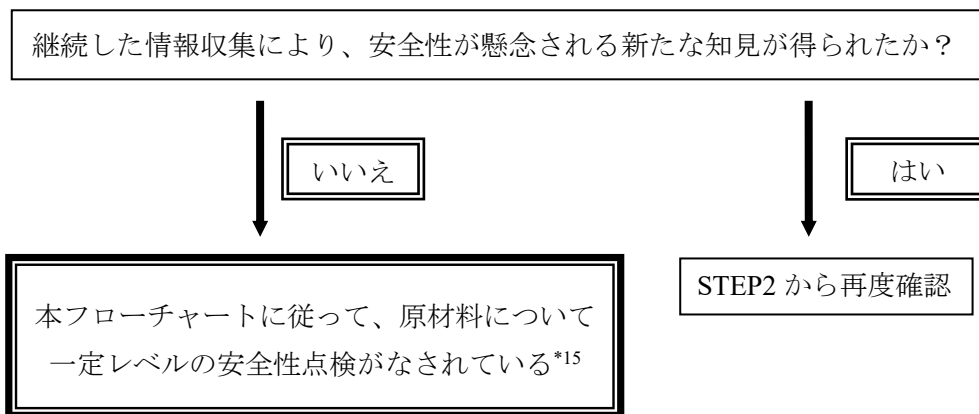 継続した情報収集により、安全性が懸念される新たな知見が得られたか？
いいえ
はい
本フローチャートに従って、原材料について
一定レベルの安全性点検がなされている*15
STEP2 から再度確認